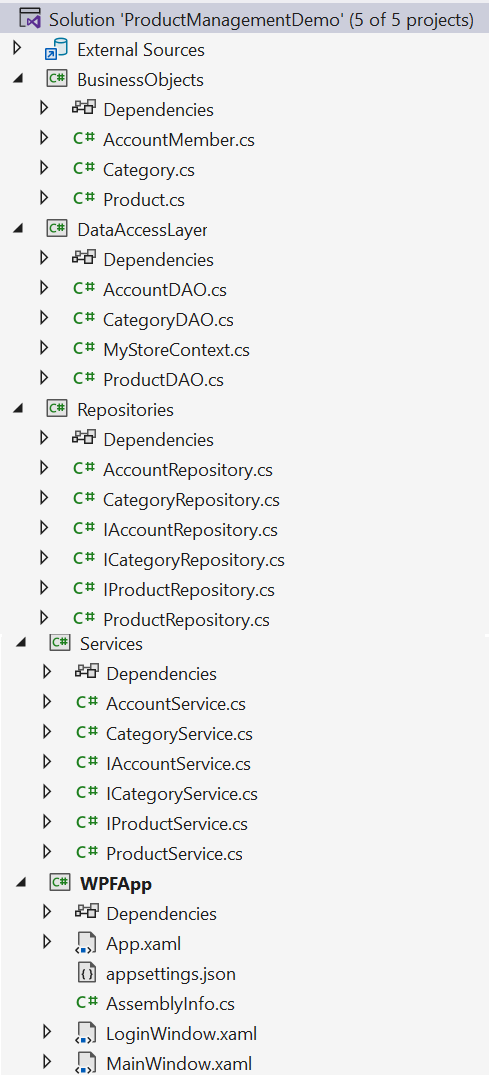 Solution 'ProductManagementDemo' (5 of 5 projects)
External Sources
C# BusinessObjects
Dependencies
C# AccountMember.cs
C# Category.cs
C# Product.cs
C# DataAccessLayer
Dependencies
C# AccountDAO.cs
C# CategoryDAO.cs
C# MyStoreContext.cs
C# ProductDAO.cs
C# Repositories
Dependencies
C# AccountRepository.cs
C# CategoryRepository.cs
C# IAccountRepository.cs
C# ICategoryRepository.cs
C# IProductRepository.cs
C# ProductRepository.cs
C# Services
Dependencies
C# AccountService.cs
C# CategoryService.cs
C# IAccountService.cs
C# ICategoryService.cs
C# IProductService.cs
C# ProductService.cs
C# WPFApp
Dependencies
App.xaml
appsettings.json
C# AssemblyInfo.cs
LoginWindow.xaml
MainWindow.xaml